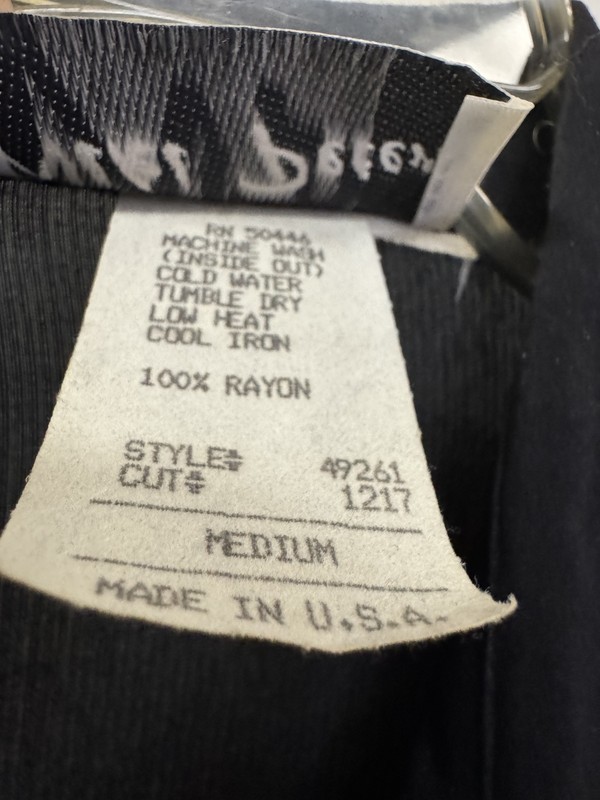 Peter
RN 50446
MACHINE WASH
(INSIDE OUT)
COLD WATER
TUMBLE DRY
LOW HEAT
COOL IRON
100% RAYON
STYLE# 49261
CUT# 1217
MEDIUM
MADE IN U.S.A.